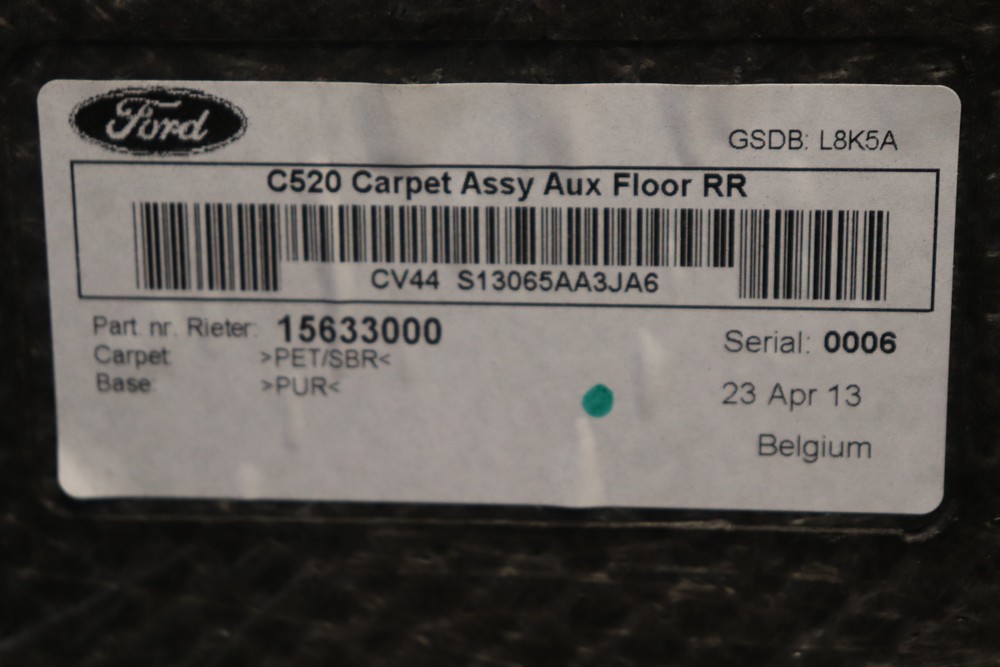 Ford
GSDB: L8K5A
C520 Carpet Assy Aux Floor RR
CV44 S13065AA3JA6
Part. nr. Rieter: 15633000
Carpet: >PET/SBR<
Base: >PUR<
Serial: 0006
23 Apr 13
Belgium